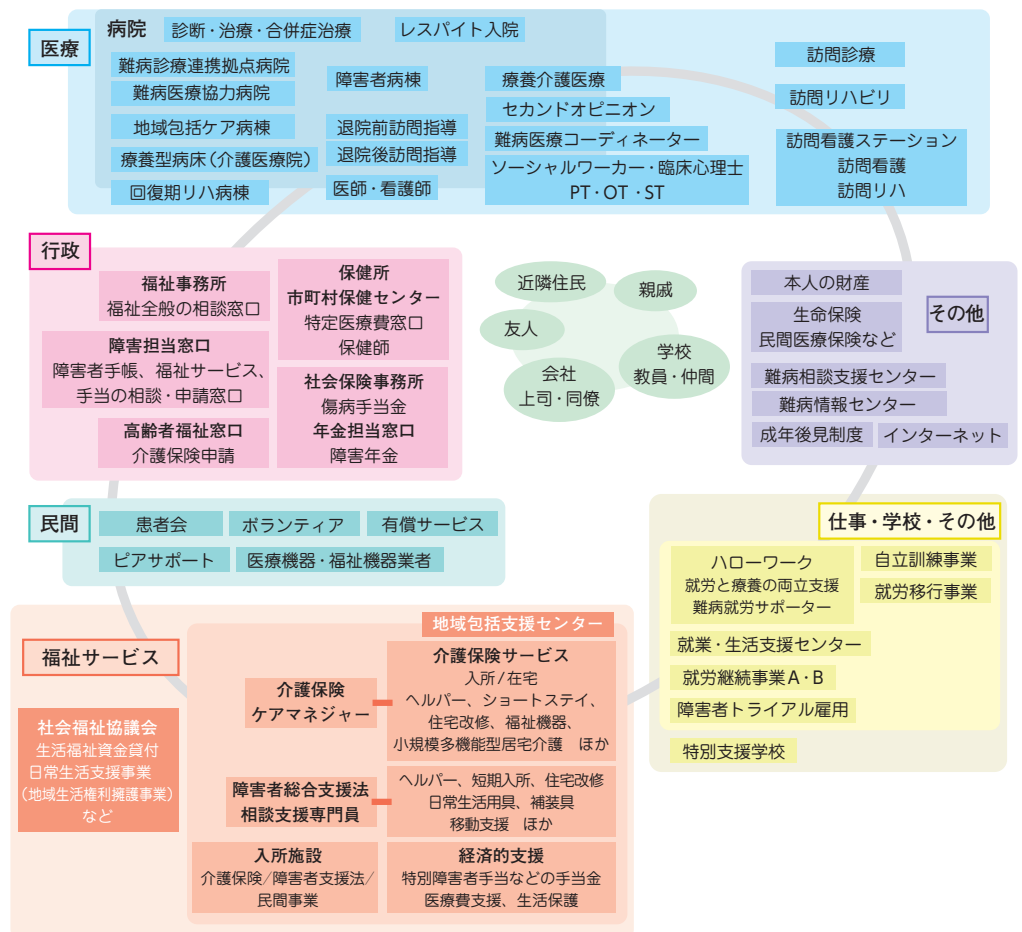 医療
病院
診断・治療・合併症治療
レスパイト入院
難病診療連携拠点病院
難病医療協力病院
地域包括ケア病棟
療養型病床(介護医療院)
回復期リハ病棟
障害者病棟
退院前訪問指導
退院後訪問指導
医師・看護師
療養介護医療
セカンドオピニオン
難病医療コーディネーター
ソーシャルワーカー・臨床心理士
PT・OT・ST
訪問診療
訪問リハビリ
訪問看護ステーション
訪問看護
訪問リハ
行政
福祉事務所
福祉全般の相談窓口
障害担当窓口
障害者手帳、福祉サービス、
手当の相談・申請窓口
高齢者福祉窓口
介護保険申請
保健所
市町村保健センター
特定医療費窓口
保健師
社会保険事務所
傷病手当金
年金担当窓口
障害年金
近隣住民
親戚
友人
学校
教員・仲間
会社
上司・同僚
その他
本人の財産
生命保険
民間医療保険など
難病相談支援センター
難病情報センター
成年後見制度
インターネット
民間
患者会
ボランティア
有償サービス
ピアサポート
医療機器・福祉機器業者
仕事・学校・その他
ハローワーク
就労と療養の両立支援
難病就労サポーター
自立訓練事業
就労移行事業
就業・生活支援センター
就労継続事業A・B
障害者トライアル雇用
特別支援学校
福祉サービス
社会福祉協議会
生活福祉資金貸付
日常生活支援事業
(地域生活権利擁護事業)
など
地域包括支援センター
介護保険
ケアマネジャー
介護保険サービス
入所/在宅
ヘルパー、ショートステイ、
住宅改修、福祉機器、
小規模多機能型居宅介護 ほか
障害者総合支援法
相談支援専門員
ヘルパー、短期入所、住宅改修
日常生活用具、補装具
移動支援 ほか
入所施設
介護保険/障害者支援法/
民間事業
経済的支援
特別障害者手当などの手当金
医療費支援、生活保護